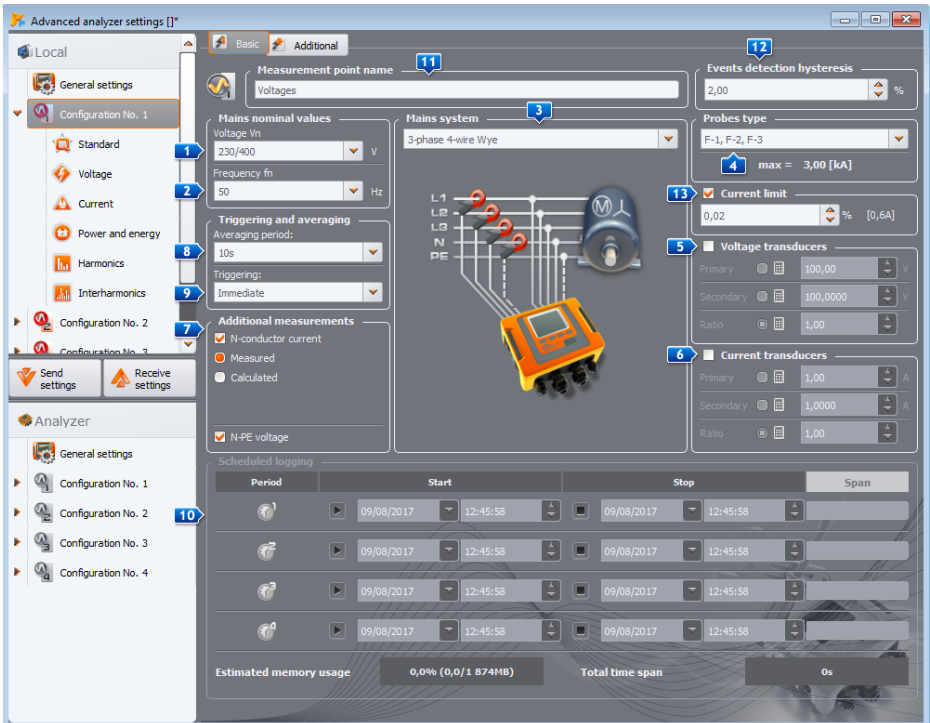 Advanced analyzer settings []*
Local
General settings
Configuration No. 1
Standard
Voltage
Current
Power and energy
Harmonics
Interharmonics
Configuration No. 2
Configuration No. 3
Send settings
Receive settings
Analyzer
General settings
Configuration No. 1
Configuration No. 2
Configuration No. 3
Configuration No. 4
Basic
Additional
11
Measurement point name
Voltages
12
Events detection hysteresis
2,00 %
Mains nominal values
Voltage Vn
1
230/400 V
Frequency fn
2
50 Hz
3
Mains system
3-phase 4-wire Wye
L1
L2
L3
N
PE
M
Probes type
F-1, F-2, F-3
4
max = 3,00 [kA]
13
Current limit
0,02 % [0,6A]
Triggering and averaging
Averaging period:
8
10s
Triggering:
9
Immediate
5
Voltage transducers
Primary 100,00 V
Secondary 100,0000 V
Ratio 1,00
7
Additional measurements
N-conductor current
Measured
Calculated
N-PE voltage
6
Current transducers
Primary 1,00 A
Secondary 1,0000 A
Ratio 1,00
Scheduled logging
Period Start Stop Span
10
1 09/08/2017 12:45:58 09/08/2017 12:45:58
2 09/08/2017 12:45:58 09/08/2017 12:45:58
3 09/08/2017 12:45:58 09/08/2017 12:45:58
4 09/08/2017 12:45:58 09/08/2017 12:45:58
Estimated memory usage 0,0% (0,0/1 874MB) Total time span 0s